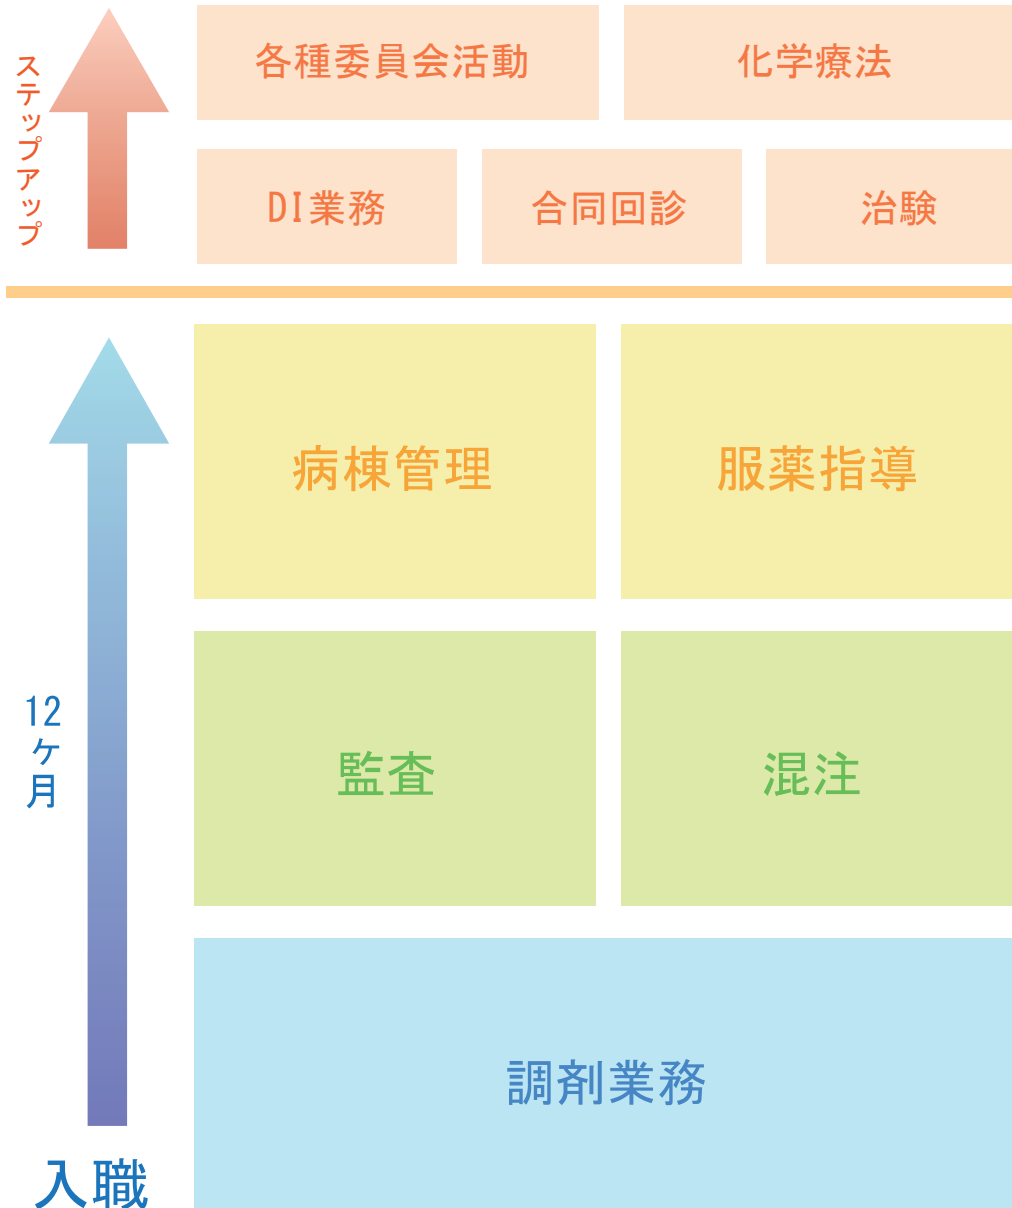 ステップアップ
各種委員会活動
化学療法
DI業務
合同回診
治験
12ヶ月
病棟管理
服薬指導
監査
混注
調剤業務
入職